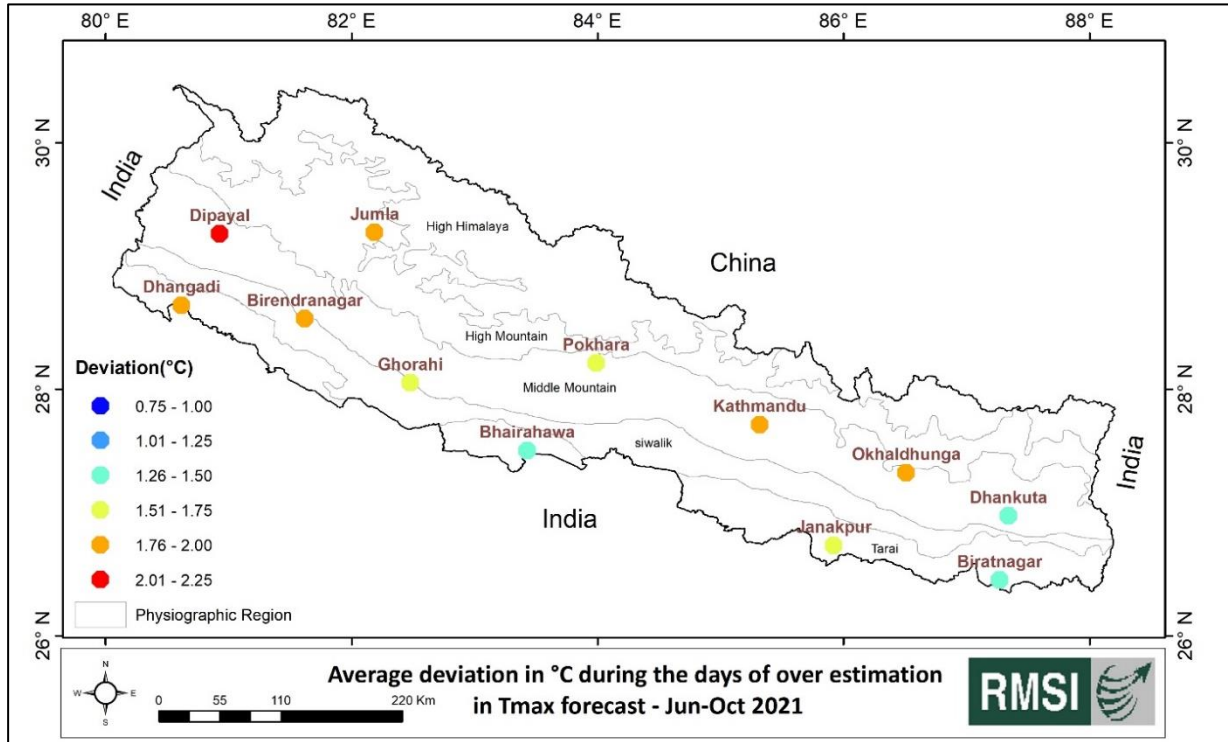 80° E 82° E 84° E 86° E 88° E
30° N
28° N
26° N
30° N
28° N
26° N
India
Dipayal
Jumla
High Himalaya
China
Dhangadi
Birendranagar
High Mountain
Pokhara
Ghorahi
Middle Mountain
Kathmandu
Bhairahawa
siwalik
Okhaldhunga
India
Dhankuta
India
Janakpur
Tarai
Biratnagar
Deviation(°C)
0.75 - 1.00
1.01 - 1.25
1.26 - 1.50
1.51 - 1.75
1.76 - 2.00
2.01 - 2.25
Physiographic Region
N
W E
S
0 55 110 220 Km
Average deviation in °C during the days of over estimation
in Tmax forecast - Jun-Oct 2021
RMSI